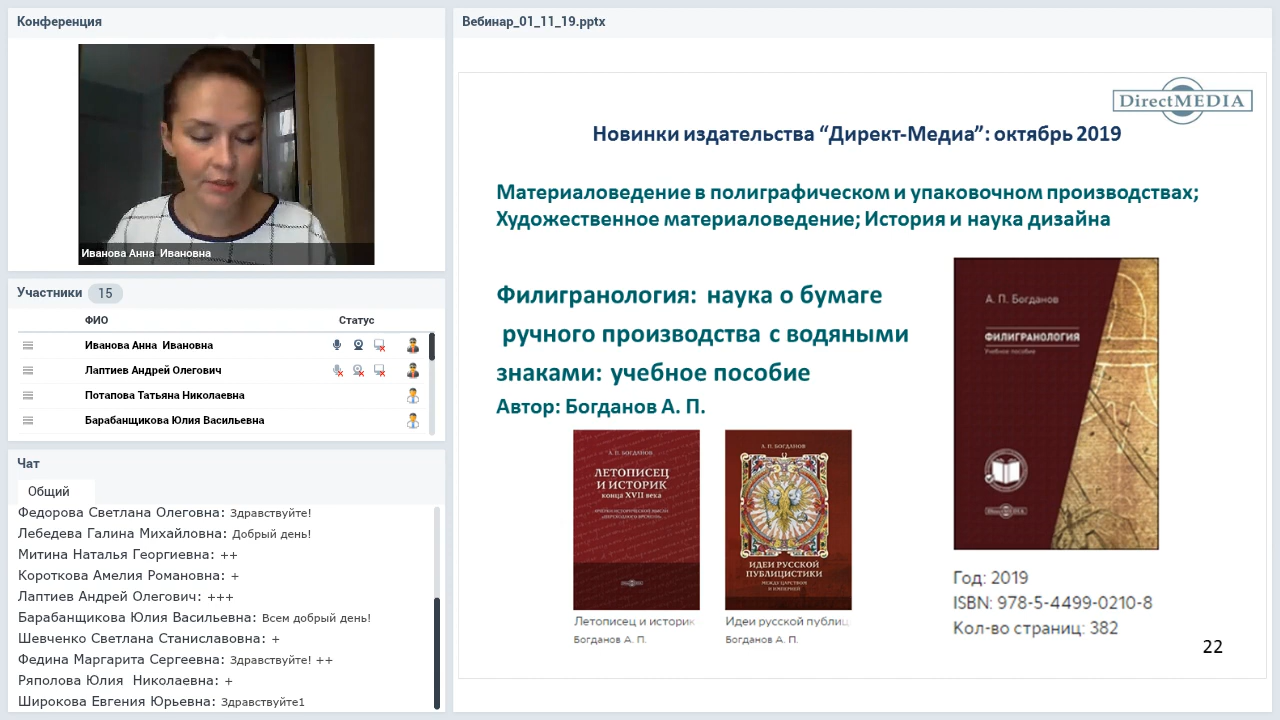 Конференция
Иванова Анна  Ивановна
Участники 15
ФИО Статус
Иванова Анна  Ивановна
Лаптиев Андрей Олегович
Потапова Татьяна Николаевна
Барабанщикова Юлия Васильевна
Чат
Общий
Федорова Светлана Олеговна: Здравствуйте!
Лебедева Галина Михайловна: Добрый день!
Митина Наталья Георгиевна: ++
Короткова Амелия Романовна: +
Лаптиев Андрей Олегович: +++
Барабанщикова Юлия Васильевна: Всем добрый день!
Шевченко Светлана Станиславовна: +
Федина Маргарита Сергеевна: Здравствуйте! ++
Ряполова Юлия  Николаевна: +
Широкова Евгения Юрьевна: Здравствуйте1
Вебинар_01_11_19.pptx
DirectMEDIA
Новинки издательства “Директ-Медиа”: октябрь 2019
Материаловедение в полиграфическом и упаковочном производствах;
Художественное материаловедение; История и наука дизайна
Филигранология: наука о бумаге
ручного производства с водяными
знаками: учебное пособие
Автор: Богданов А. П.
А. П. БОГДАНОВ
ЛЕТОПИСЕЦ
И ИСТОРИК
конца XVII века
Летописец и историк
Богданов А. П.
А. П. БОГДАНОВ
ИДЕИ РУССКОЙ
ПУБЛИЦИСТИКИ
МЕЖДУ ЦАРСТВОМ
И ИМПЕРИЕЙ
Идеи русской публиц
Богданов А. П.
А. П. Богданов
ФИЛИГРАНОЛОГИЯ
Учебное пособие
DirectMEDIA
Год: 2019
ISBN: 978-5-4499-0210-8
Кол-во страниц: 382
22